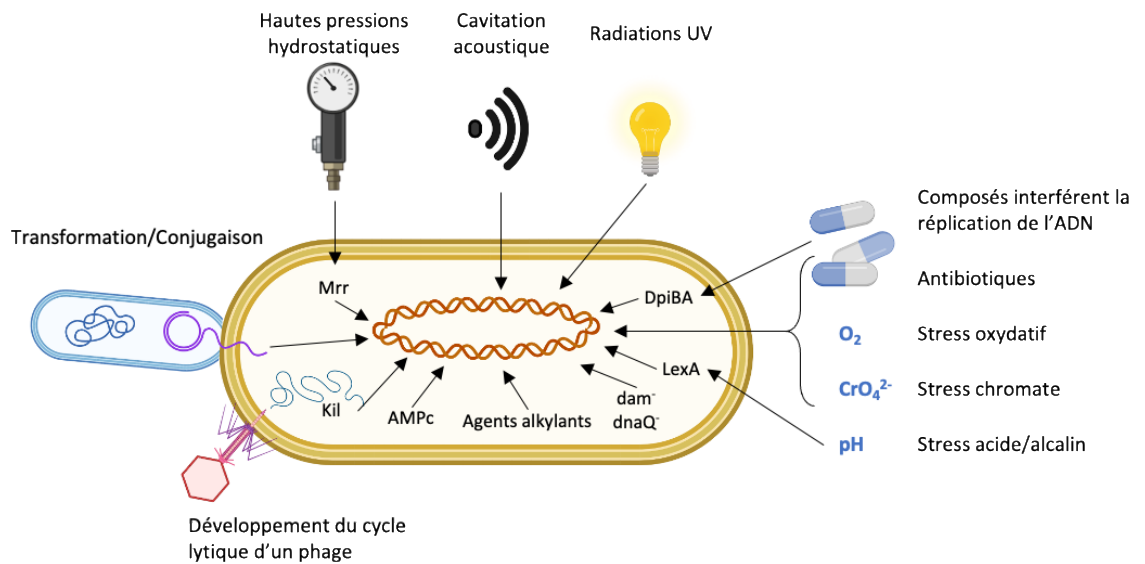 Hautes pressions
hydrostatiques
Cavitation
acoustique
Radiations UV
Composés interférent la
réplication de l'ADN
Transformation/Conjugaison
Mrr
DpiBA
Antibiotiques
O₂ Stress oxydatif
LexA
CrO₄²⁻ Stress chromate
Kil
AMPc
Agents alkylants
dam⁻
dnaQ⁻
pH Stress acide/alcalin
Développement du cycle
lytique d'un phage